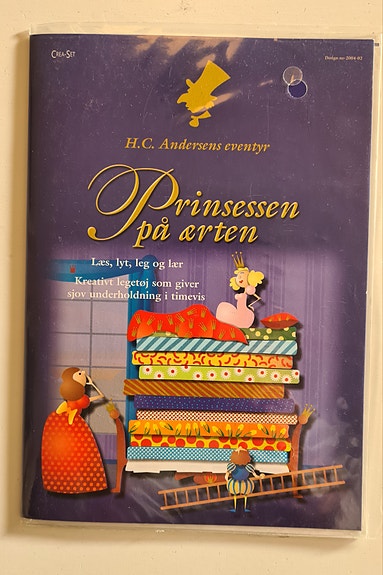 CREA-SET
Design nr. 2004-02
H.C. Andersens eventyr
Prinsessen
på ærten
Læs, lyt, leg og lær
Kreativt legetøj som giver
sjov underholdning i timevis